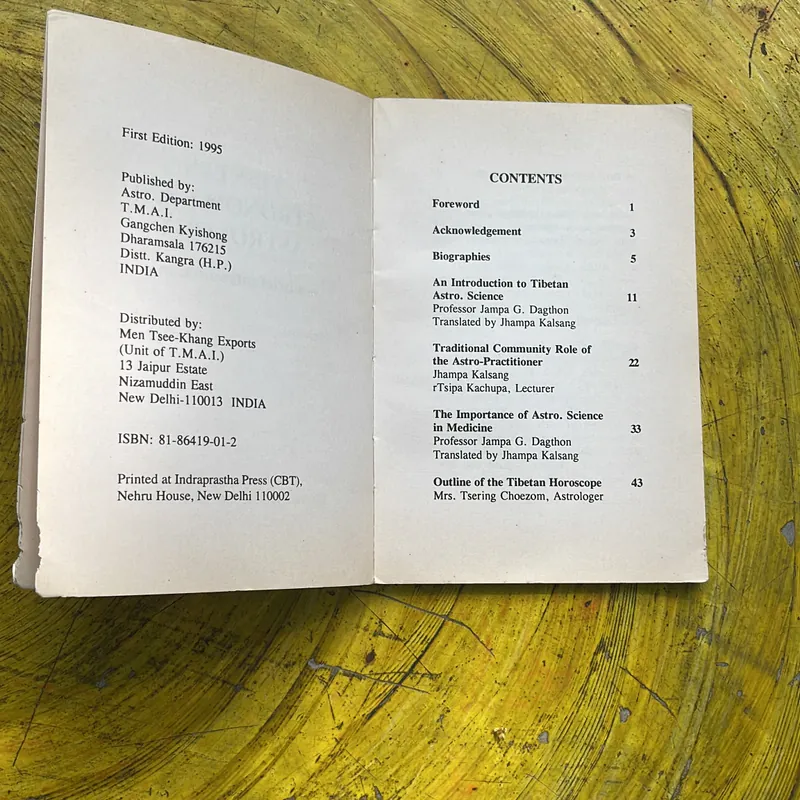 First Edition: 1995
Published by:
Astro. Department
T.M.A.I.
Gangchen Kyishong
Dharamsala 176215
Distt. Kangra (H.P.)
INDIA
Distributed by:
Men Tsee-Khang Exports
(Unit of T.M.A.I.)
13 Jaipur Estate
Nizamuddin East
New Delhi-110013 INDIA
ISBN: 81-86419-01-2
Printed at Indraprastha Press (CBT),
Nehru House, New Delhi 110002
CONTENTS
Foreword 1
Acknowledgement 3
Biographies 5
An Introduction to Tibetan
Astro. Science 11
Professor Jampa G. Dagthon
Translated by Jhampa Kalsang
Traditional Community Role of
the Astro-Practitioner 22
Jhampa Kalsang
rTsipa Kachupa, Lecturer
The Importance of Astro. Science
in Medicine 33
Professor Jampa G. Dagthon
Translated by Jhampa Kalsang
Outline of the Tibetan Horoscope 43
Mrs. Tsering Choezom, Astrologer